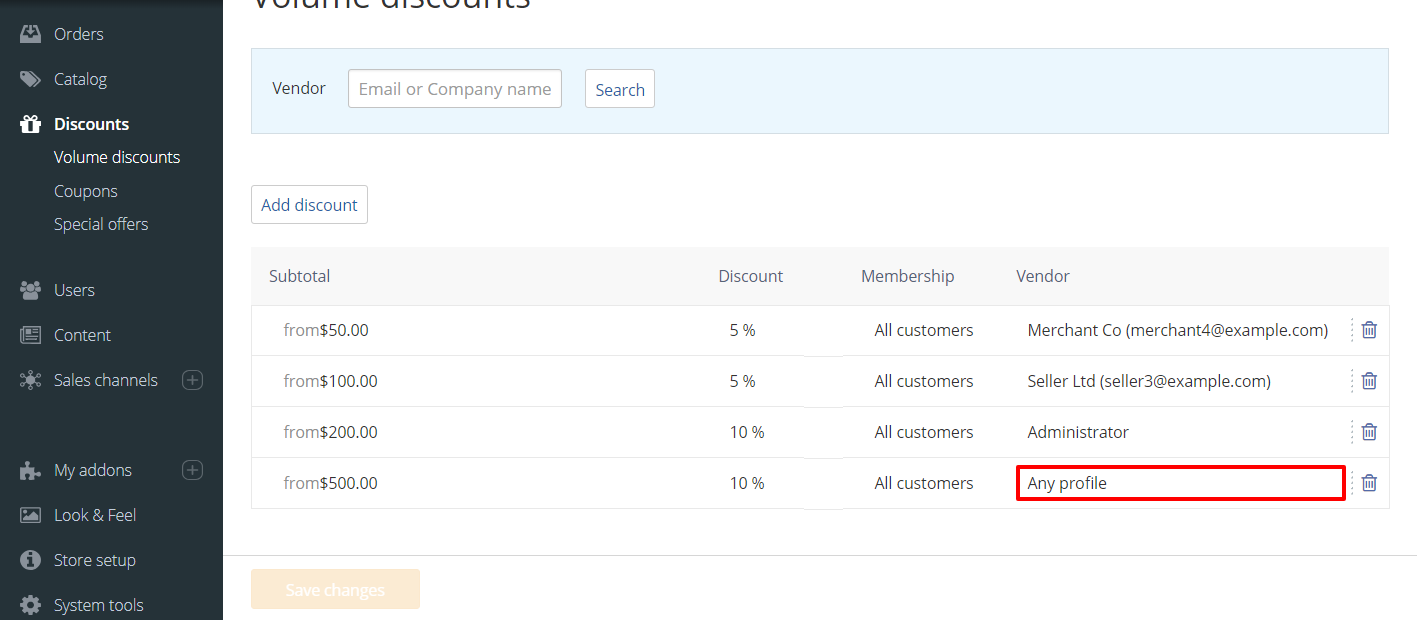 Volume discounts
Orders
Catalog
Discounts
Volume discounts
Coupons
Special offers
Users
Content
Sales channels
My addons
Look & Feel
Store setup
System tools
Vendor Email or Company name Search
Add discount
Subtotal Discount Membership Vendor
from$50.00 5 % All customers Merchant Co (merchant4@example.com)
from$100.00 5 % All customers Seller Ltd (seller3@example.com)
from$200.00 10 % All customers Administrator
from$500.00 10 % All customers Any profile
Save changes